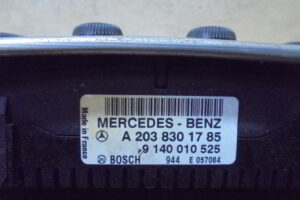 MERCEDES - BENZ
A 203 830 17 85
9 140 010 525
BOSCH 944 E 057084
Made in France